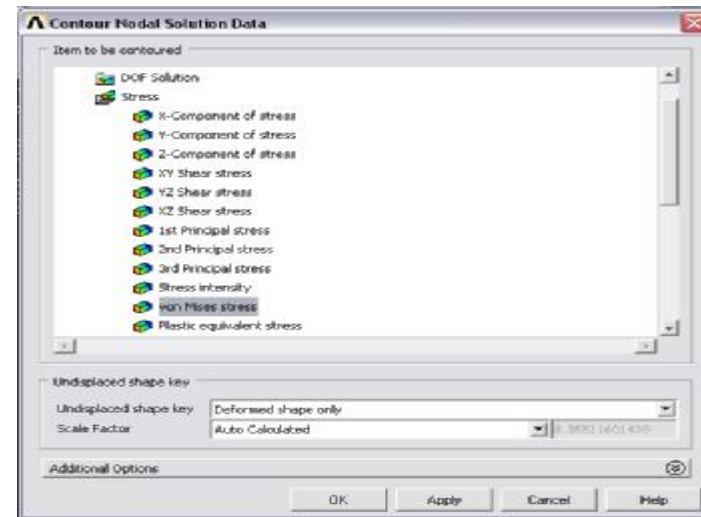 Contour Nodal Solution Data
Item to be contoured
DOF Solution
Stress
X-Component of stress
Y-Component of stress
Z-Component of stress
XY Shear stress
YZ Shear stress
XZ Shear stress
1st Principal stress
2nd Principal stress
3rd Principal stress
Stress intensity
von Mises stress
Plastic equivalent stress
Undisplaced shape key
Undisplaced shape key Deformed shape only
Scale Factor Auto Calculated
Additional Options
OK Apply Cancel Help